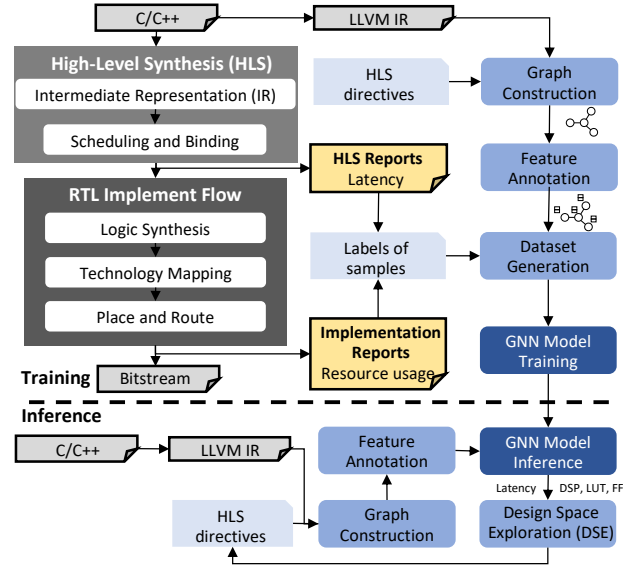 C/C++
LLVM IR
High-Level Synthesis (HLS)
Intermediate Representation (IR)
Scheduling and Binding
HLS
directives
Graph
Construction
HLS Reports
Latency
Feature
Annotation
RTL Implement Flow
Logic Synthesis
Technology Mapping
Place and Route
Labels of
samples
Dataset
Generation
Implementation
Reports
Resource usage
GNN Model
Training
Training
Bitstream
Inference
C/C++
LLVM IR
Feature
Annotation
GNN Model
Inference
Latency
DSP, LUT, FF
HLS
directives
Graph
Construction
Design Space
Exploration (DSE)